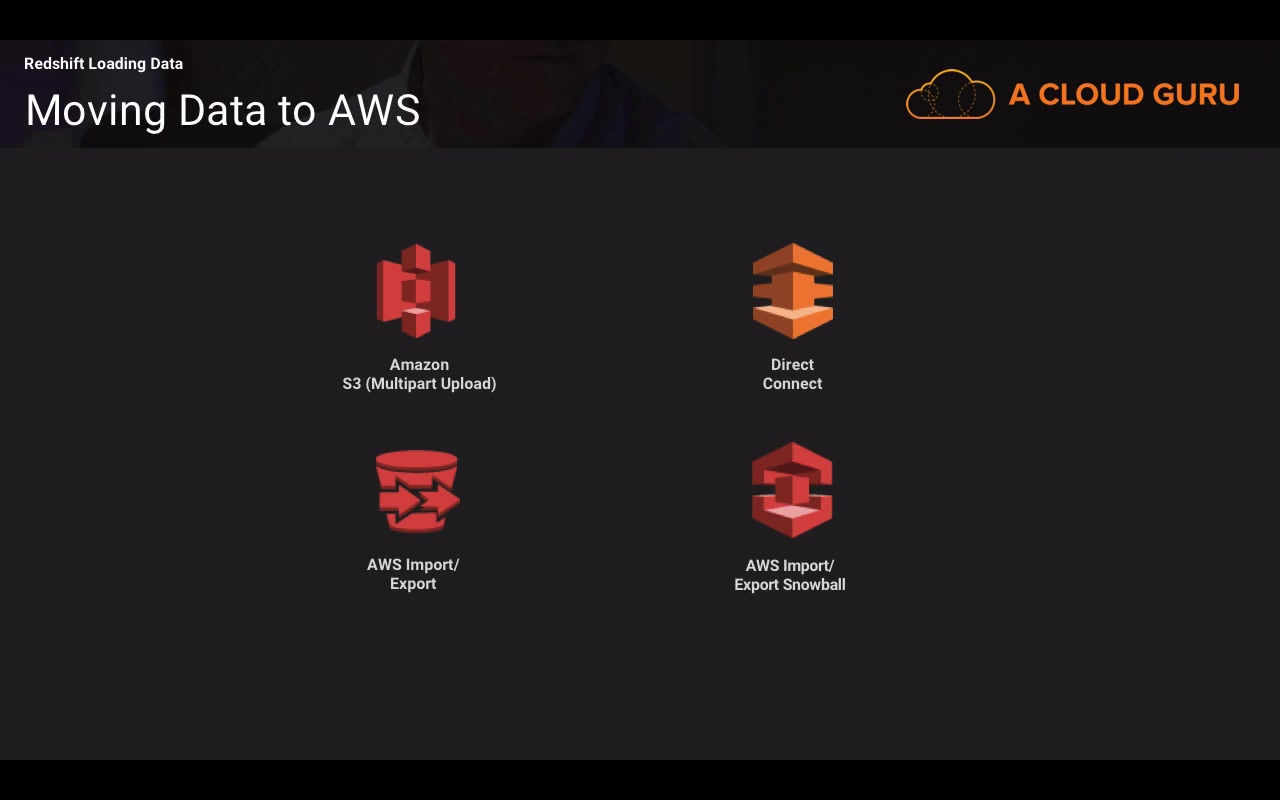 Redshift Loading Data
Moving Data to AWS
A CLOUD GURU
Amazon
S3 (Multipart Upload)
Direct
Connect
AWS Import/
Export
AWS Import/
Export Snowball